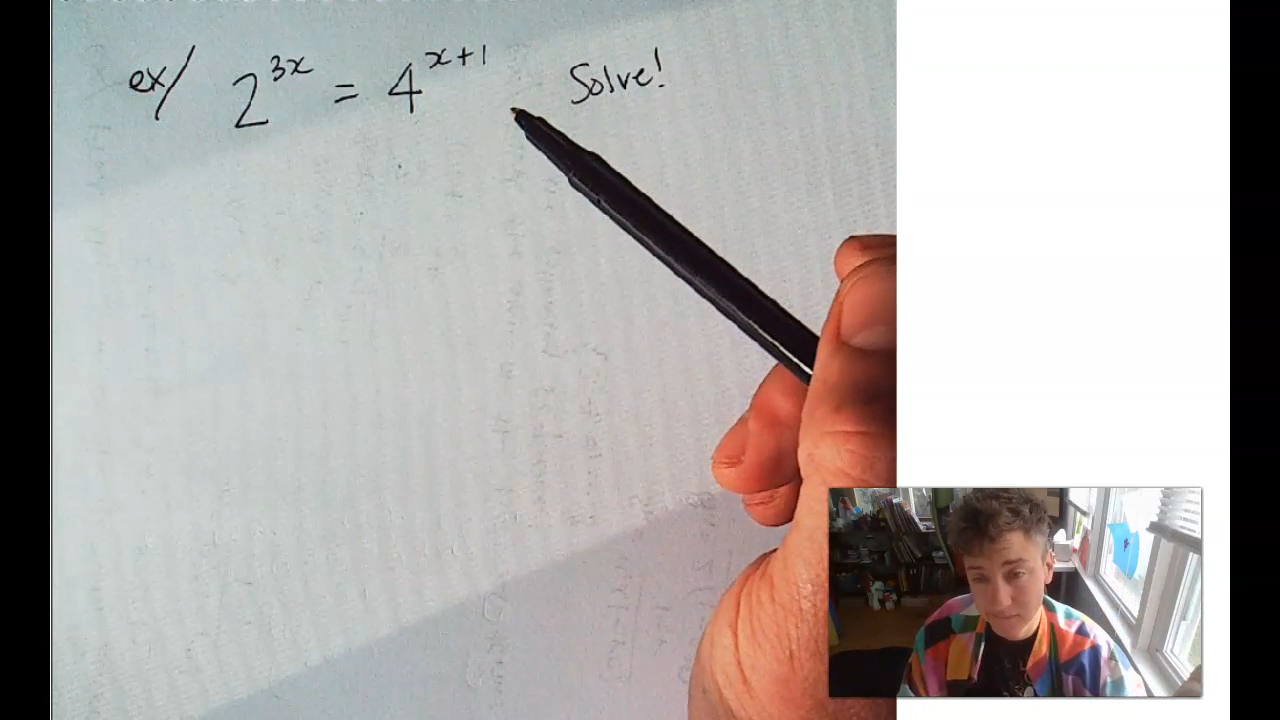 ex/ 2^{3x} = 4^{x+1} Solve!